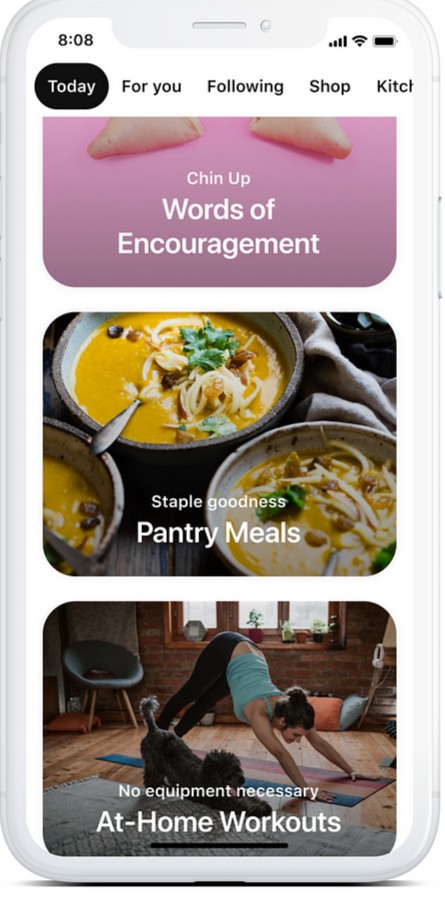 8:08
Today For you Following Shop Kitch
Chin Up
Words of
Encouragement
Staple goodness
Pantry Meals
No equipment necessary
At-Home Workouts